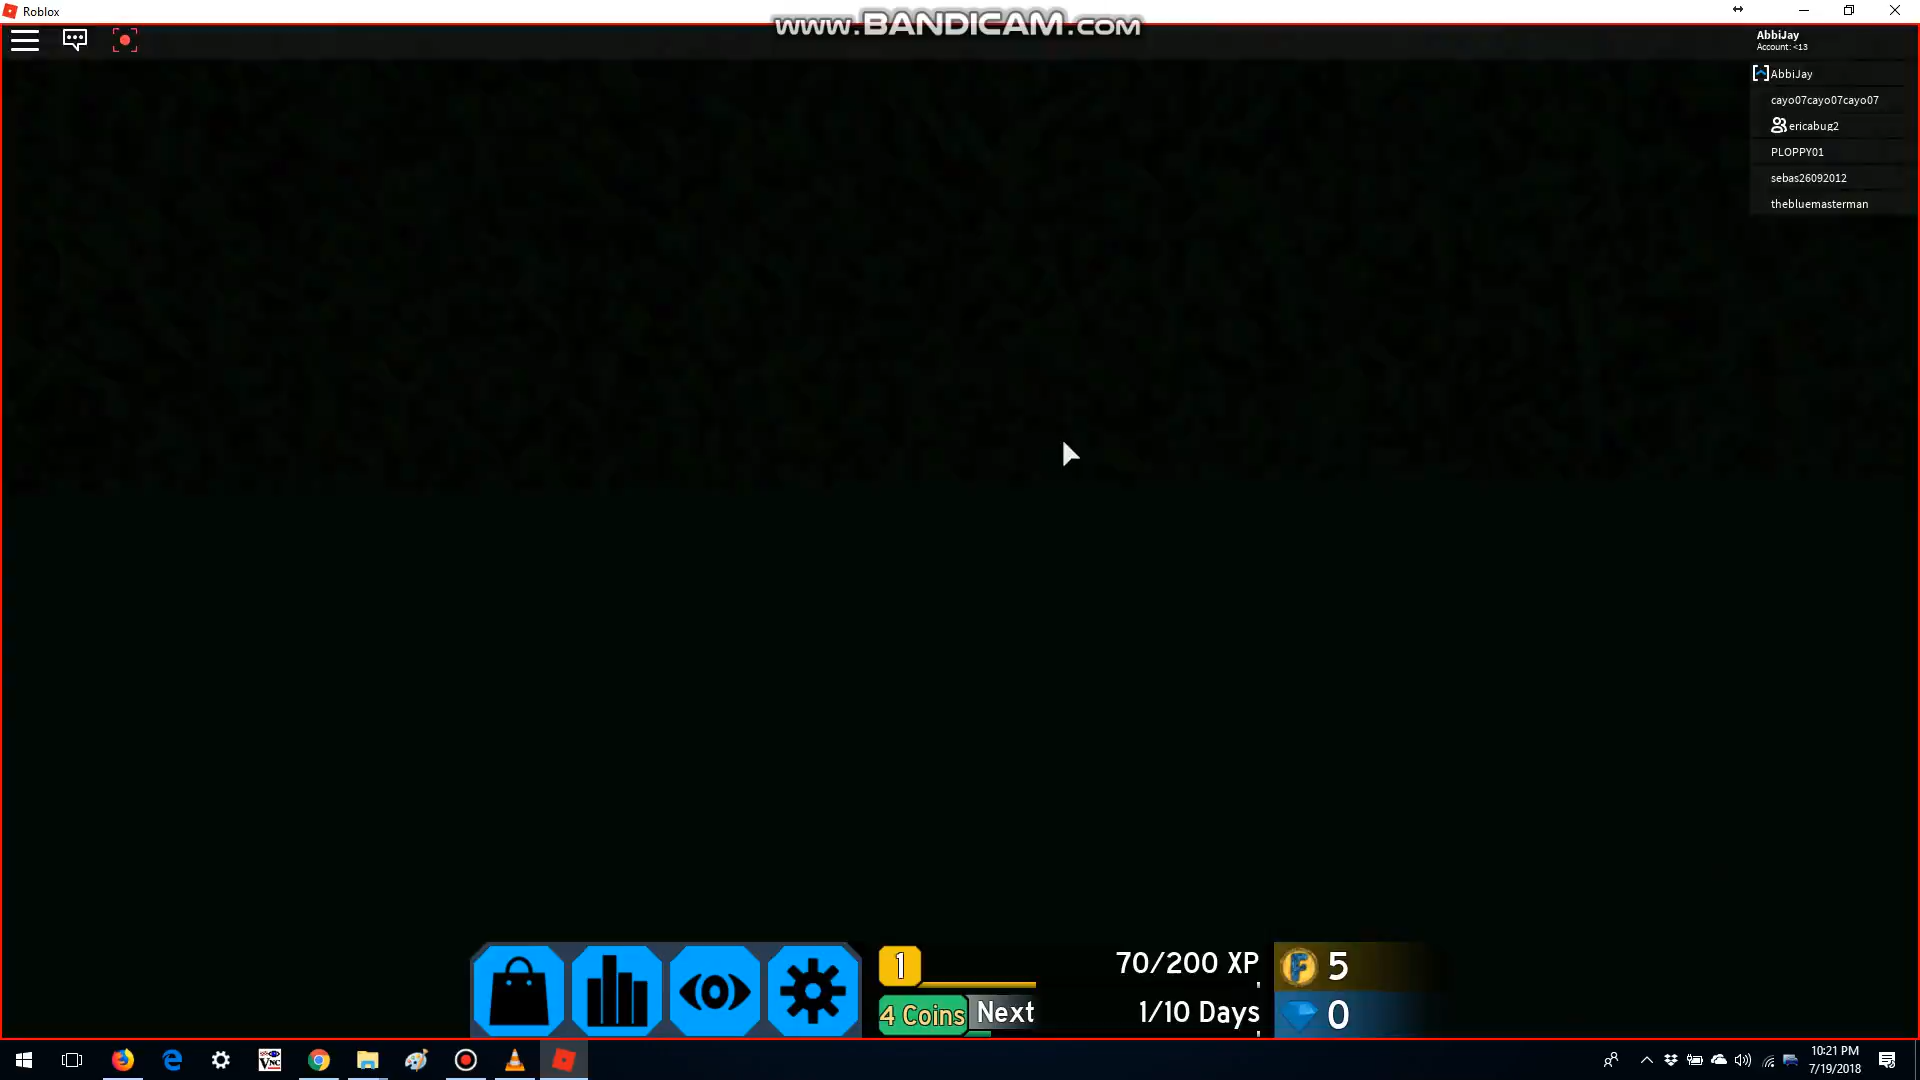 Roblox
www.BANDICAM.com
AbbiJay
Account: <13
AbbiJay
cayo07cayo07cayo07
ericabug2
PLOPPY01
sebas26092012
thebluemasterman
1
70/200 XP
5
4 Coins
Next
1/10 Days
0
10:21 PM
7/19/2018